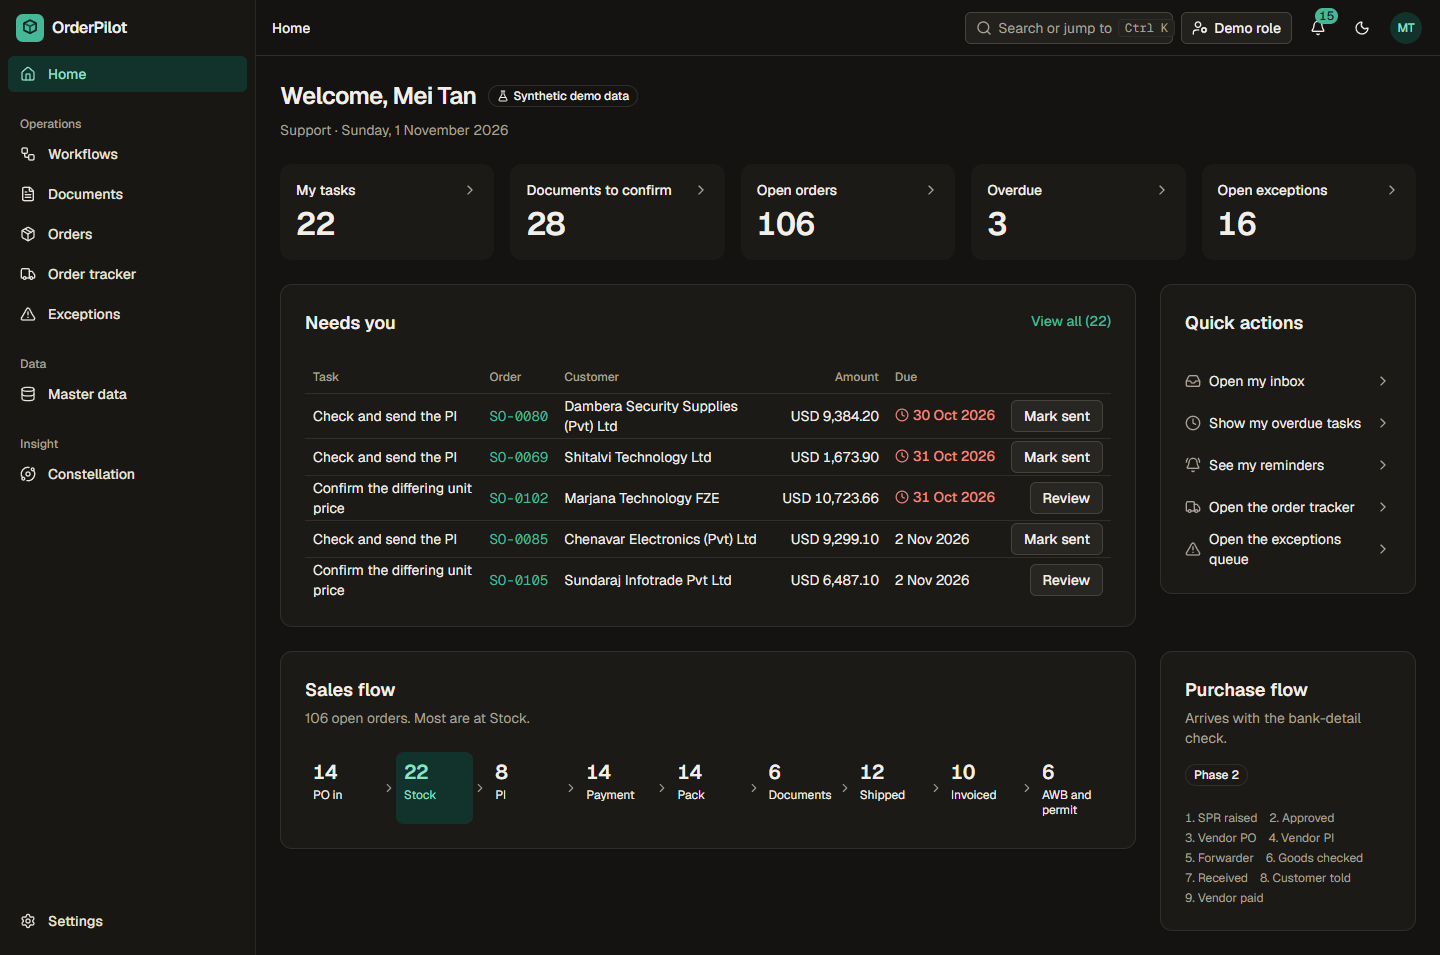 OrderPilot
Home
Operations
Workflows
Documents
Orders
Order tracker
Exceptions
Data
Master data
Insight
Constellation
Settings
Home
Search or jump to
Ctrl K
Demo role
15
MT
Welcome, Mei Tan
Synthetic demo data
Support · Sunday, 1 November 2026
My tasks
22
Documents to confirm
28
Open orders
106
Overdue
3
Open exceptions
16
Needs you
View all (22)
Task Order Customer Amount Due
Check and send the PI SO-0080 Dambera Security Supplies (Pvt) Ltd USD 9,384.20 30 Oct 2026 Mark sent
Check and send the PI SO-0069 Shitalvi Technology Ltd USD 1,673.90 31 Oct 2026 Mark sent
Confirm the differing unit price SO-0102 Marjana Technology FZE USD 10,723.66 31 Oct 2026 Review
Check and send the PI SO-0085 Chenavar Electronics (Pvt) Ltd USD 9,299.10 2 Nov 2026 Mark sent
Confirm the differing unit price SO-0105 Sundaraj Infotrade Pvt Ltd USD 6,487.10 2 Nov 2026 Review
Quick actions
Open my inbox
Show my overdue tasks
See my reminders
Open the order tracker
Open the exceptions
queue
Sales flow
106 open orders. Most are at Stock.
14
PO in
22
Stock
8
PI
14
Payment
14
Pack
6
Documents
12
Shipped
10
Invoiced
6
AWB and
permit
Purchase flow
Arrives with the bank-detail
check.
Phase 2
1. SPR raised 2. Approved
3. Vendor PO 4. Vendor PI
5. Forwarder 6. Goods checked
7. Received 8. Customer told
9. Vendor paid